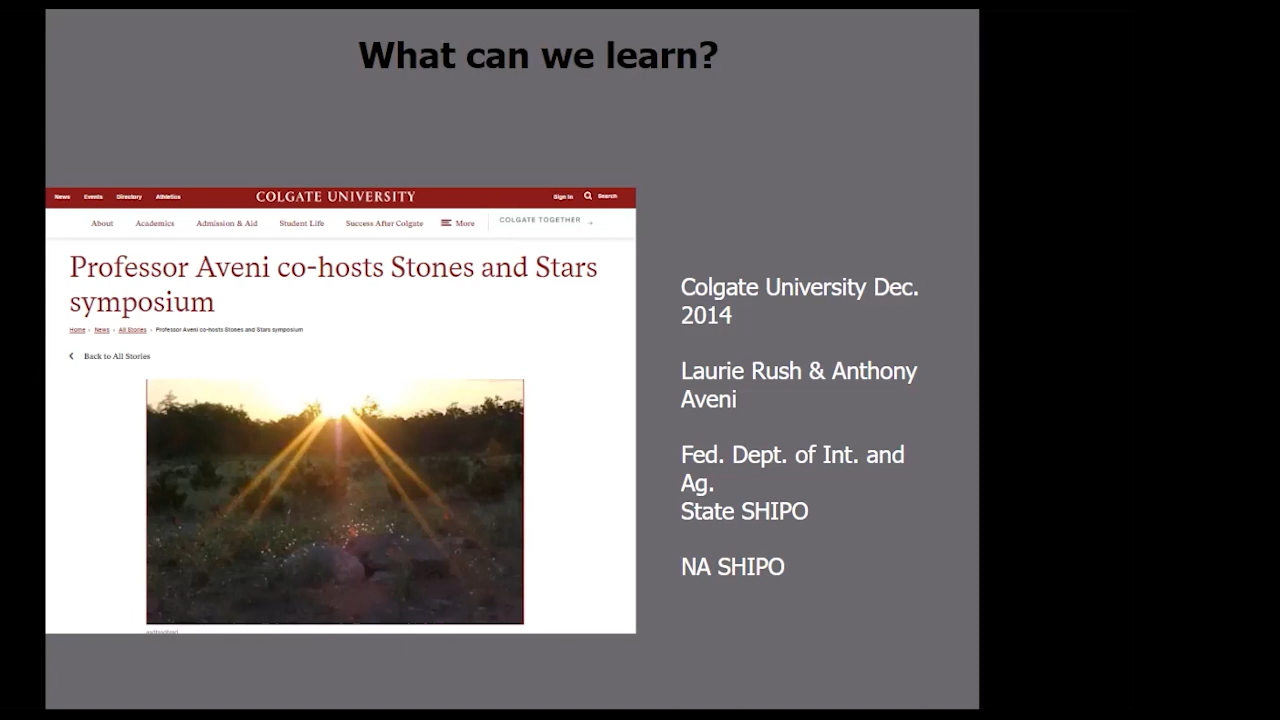 What can we learn?
News Events Directory Athletics COLGATE UNIVERSITY Sign In Search
About Academics Admission & Aid Student Life Success After Colgate More COLGATE TOGETHER →
Professor Aveni co-hosts Stones and Stars
symposium
Home › News › All Stories › Professor Aveni co-hosts Stones and Stars symposium
Back to All Stories
Colgate University Dec.
2014
Laurie Rush & Anthony
Aveni
Fed. Dept. of Int. and
Ag.
State SHIPO
NA SHIPO